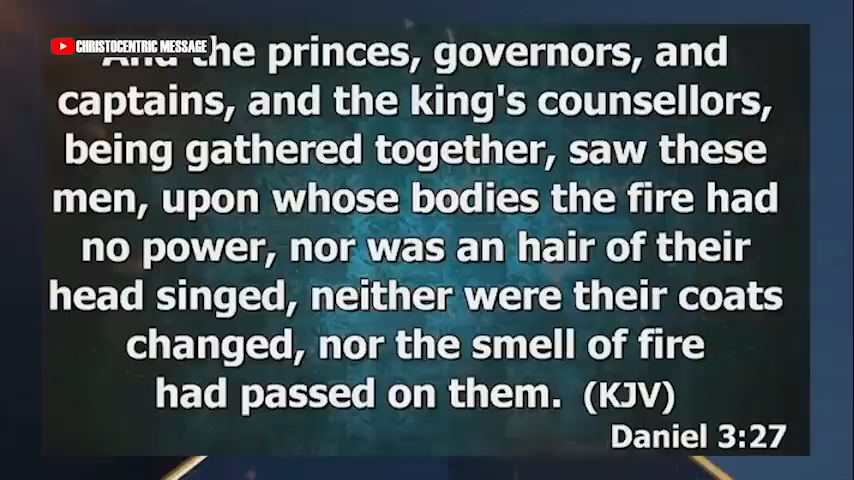 CHRISTOCENTRIC MESSAGE
And the princes, governors, and
captains, and the king's counsellors,
being gathered together, saw these
men, upon whose bodies the fire had
no power, nor was an hair of their
head singed, neither were their coats
changed, nor the smell of fire
had passed on them. (KJV)
Daniel 3:27